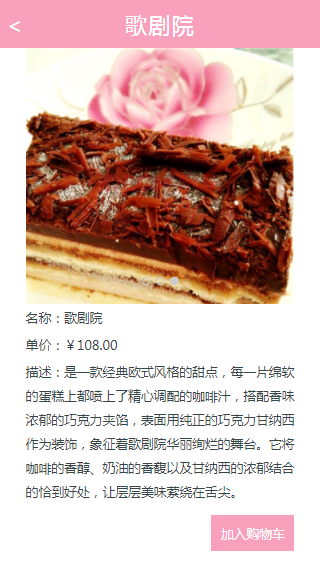 <
歌剧院
名称：歌剧院
单价：￥108.00
描述：是一款经典欧式风格的甜点，每一片绵软
的蛋糕上都喷上了精心调配的咖啡汁，搭配香味
浓郁的巧克力夹馅，表面用纯正的巧克力甘纳西
作为装饰，象征着歌剧院华丽绚烂的舞台。它将
咖啡的香醇、奶油的香馥以及甘纳西的浓郁结合
的恰到好处，让层层美味萦绕在舌尖。
加入购物车